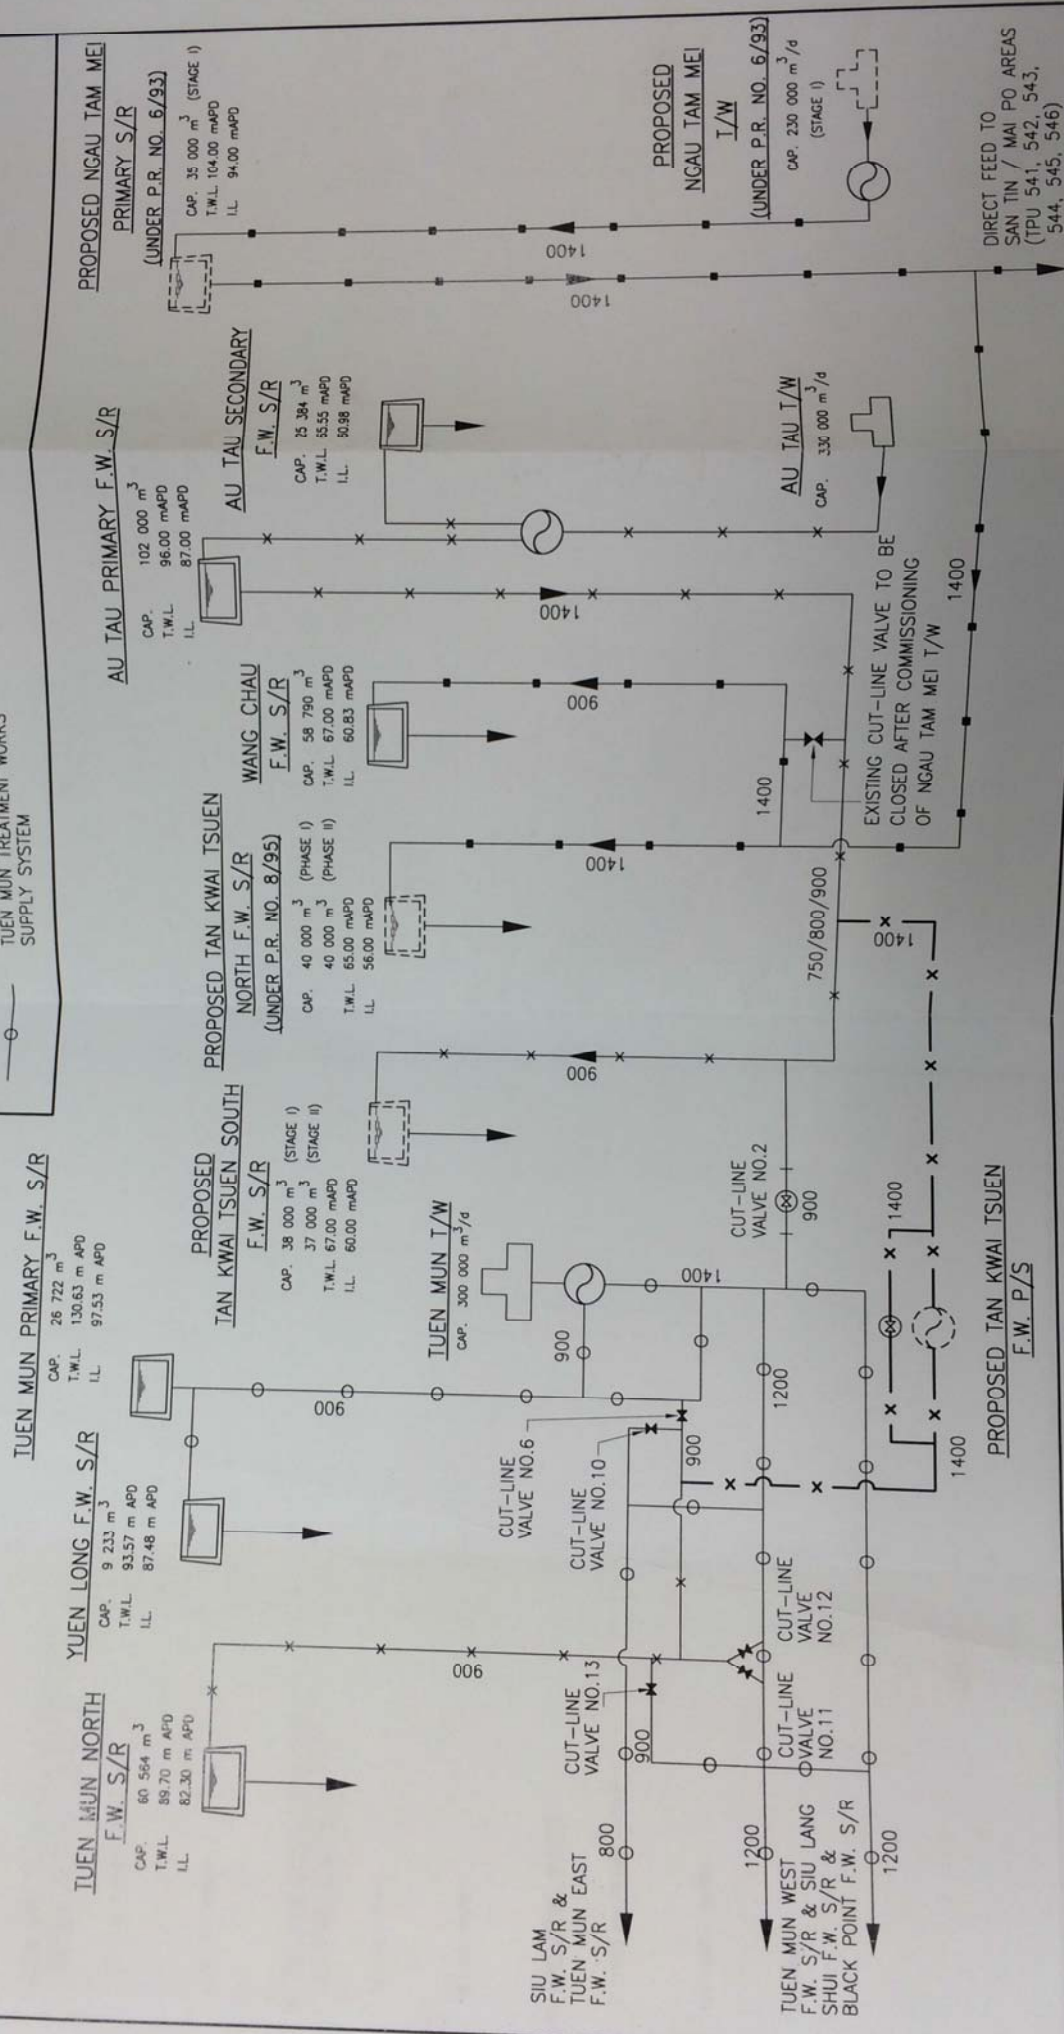 TUEN MUN TREATMENT WORKS
SUPPLY SYSTEM
TUEN MUN NORTH
F.W. S/R
CAP. 60 564 m³
T.W.L. 89.70 m APD
I.L. 82.30 m APD
YUEN LONG F.W. S/R
CAP. 9 233 m³
T.W.L. 93.57 m APD
I.L. 87.48 m APD
TUEN MUN PRIMARY F.W. S/R
CAP. 26 722 m³
T.W.L. 130.63 m APD
I.L. 97.53 m APD
PROPOSED
TAN KWAI TSUEN SOUTH
F.W. S/R
CAP. 38 000 m³ (STAGE I)
37 000 m³ (STAGE II)
T.W.L 67.00 mAPD
I.L 60.00 mAPD
PROPOSED TAN KWAI TSUEN
NORTH F.W. S/R
(UNDER P.R. NO. 8/95)
CAP. 40 000 m³ (PHASE I)
40 000 m³ (PHASE II)
T.W.L 65.00 mAPD
I.L 56.00 mAPD
WANG CHAU
F.W. S/R
CAP. 58 790 m³
T.W.L 67.00 mAPD
I.L. 60.83 mAPD
AU TAU PRIMARY F.W. S/R
CAP. 102 000 m³
T.W.L. 96.00 mAPD
I.L. 87.00 mAPD
AU TAU SECONDARY
F.W. S/R
CAP. 25 384 m³
T.W.L. 65.55 mAPD
I.L. 60.98 mAPD
PROPOSED NGAU TAM MEI
PRIMARY S/R
(UNDER P.R. NO. 6/93)
CAP. 35 000 m³ (STAGE I)
T.W.L 104.00 mAPD
I.L 94.00 mAPD
PROPOSED
NGAU TAM MEI
T/W
(UNDER P.R. NO. 6/93)
CAP. 230 000 m³/d
(STAGE I)
AU TAU T/W
CAP. 330 000 m³/d
TUEN MUN T/W
CAP. 300 000 m³/d
900
900
900
900
1400
900
1400
1400
1400
1400
1400
750/800/900
1400
1400
EXISTING CUT-LINE VALVE TO BE
CLOSED AFTER COMMISSIONING
OF NGAU TAM MEI T/W
DIRECT FEED TO
SAN TIN / MAI PO AREAS
(TPU 541, 542, 543,
544, 545, 546)
CUT-LINE
VALVE NO.2
900
CUT-LINE
VALVE NO.6
CUT-LINE
VALVE NO.10
900
CUT-LINE
VALVE NO.13
900
CUT-LINE
VALVE
NO.11
CUT-LINE
VALVE
NO.12
1200
1400
1400
PROPOSED TAN KWAI TSUEN
F.W. P/S
SIU LAM
F.W. S/R &
TUEN MUN EAST
F.W. S/R
800
TUEN MUN WEST
F.W. S/R & SIU LANG
SHUI F.W. S/R &
BLACK POINT F.W. S/R
1200
1200